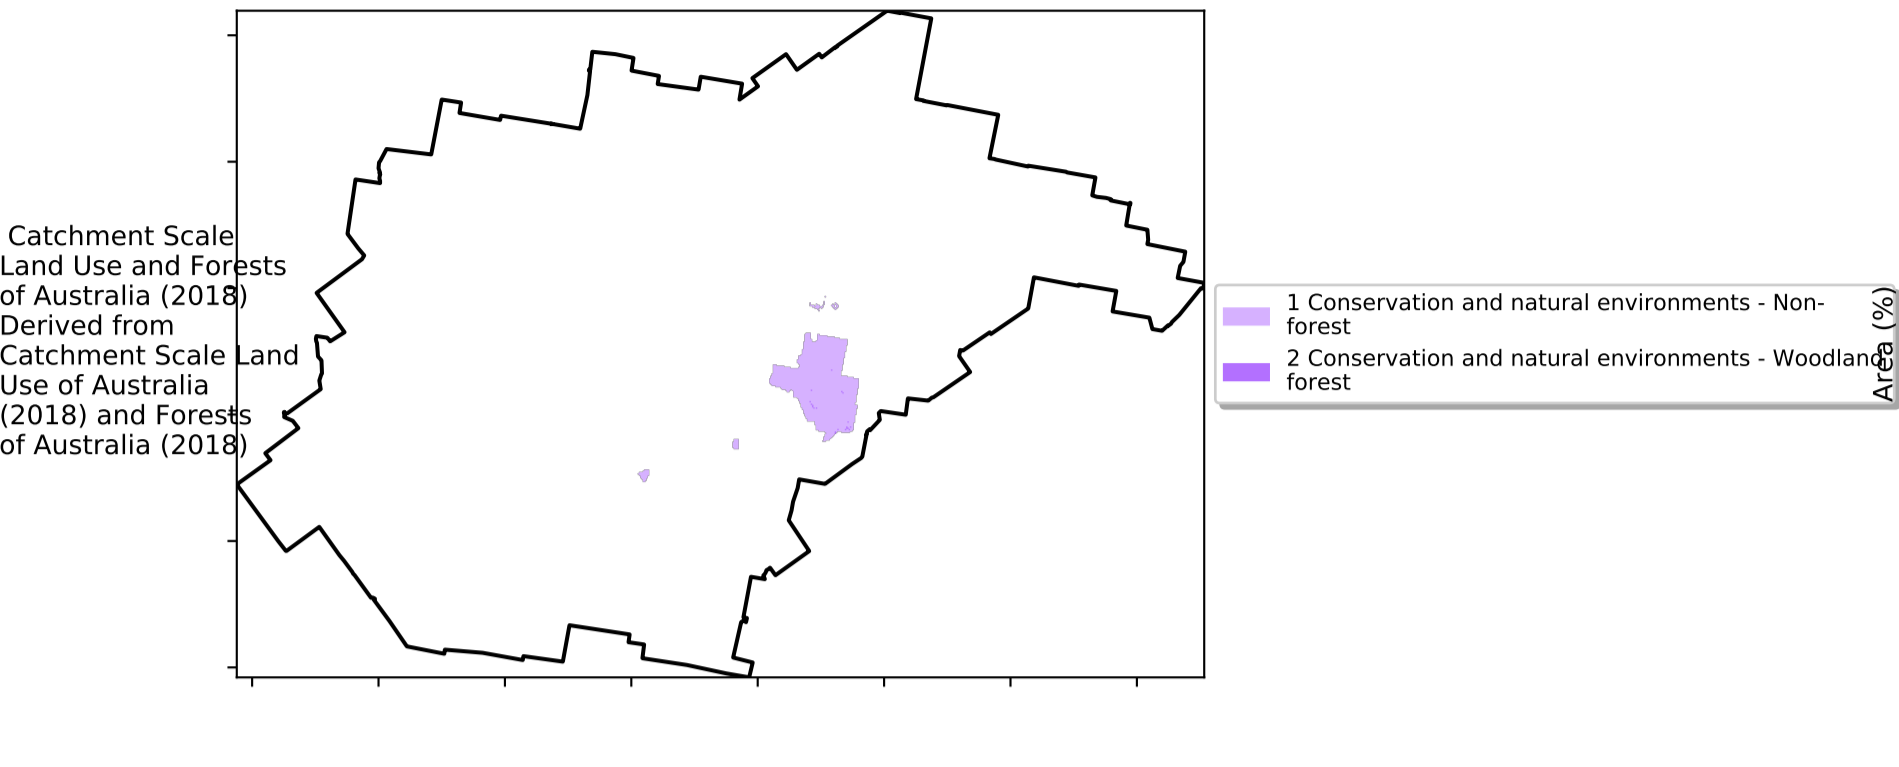 Catchment Scale
Land Use and Forests
of Australia (2018)
Derived from
Catchment Scale Land
Use of Australia
(2018) and Forests
of Australia (2018)
1 Conservation and natural environments - Non-
forest
2 Conservation and natural environments - Woodland
forest
Area (%)